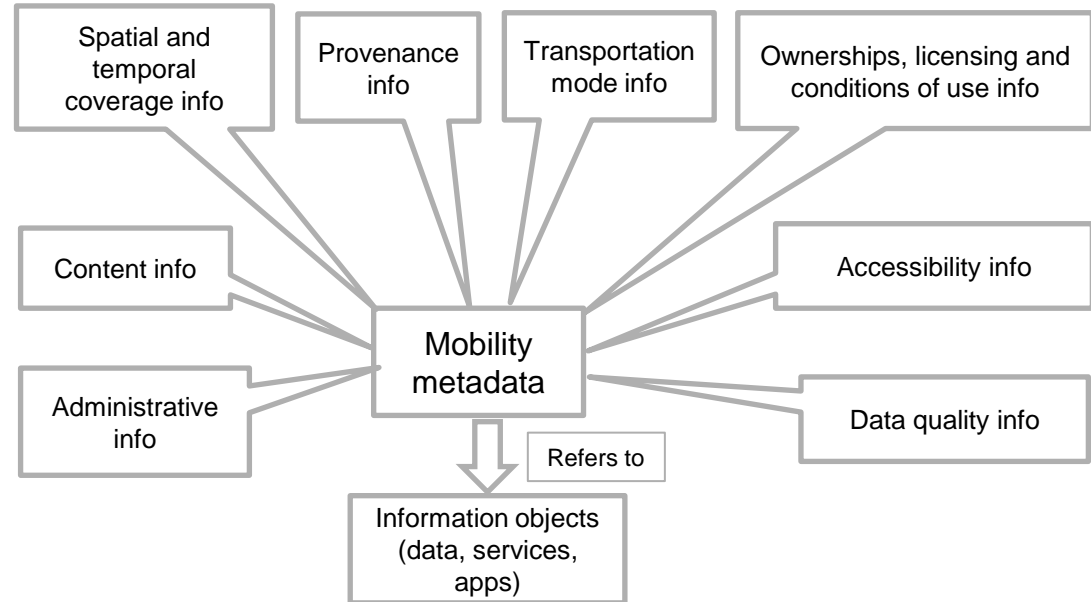 Spatial and
temporal
coverage info
Provenance
info
Transportation
mode info
Ownerships, licensing and
conditions of use info
Content info
Accessibility info
Mobility
metadata
Administrative
info
Data quality info
Refers to
Information objects
(data, services,
apps)